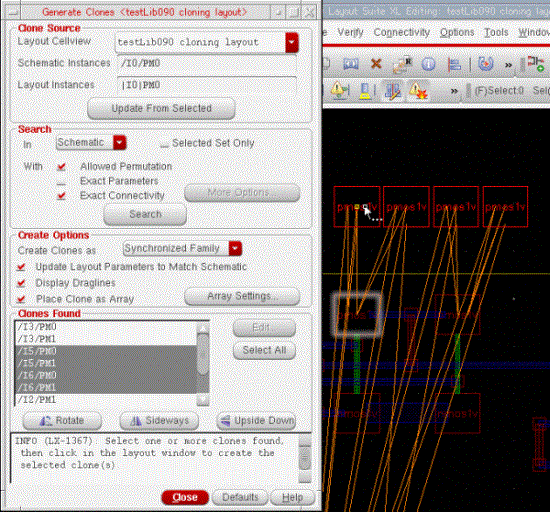 Generate Clones <testLib090 cloning layout>
Layout Suite XL Editing: testLib090 cloning
Verify Connectivity Options Tools Window
(F)Select:0 Sel
Clone Source
Layout Cellview testLib090 cloning layout
Schematic Instances /I0/PM0
Layout Instances |I0|PM0
Update From Selected
Search
In Schematic Selected Set Only
With Allowed Permutation
Exact Parameters
Exact Connectivity More Options...
Search
Create Options
Create Clones as Synchronized Family
Update Layout Parameters to Match Schematic
Display Draglines
Place Clone as Array Array Settings...
Clones Found
/I3/PM0
/I3/PM1
/I5/PM0
/I5/PM1
/I6/PM0
/I6/PM1
/I2/PM1
Edit...
Select All
Rotate Sideways Upside Down
INFO (LX-1367): Select one or more clones found,
then click in the layout window to create the
selected clone(s)
Close Defaults Help
pmos1v pmos1v pmos1v pmos1v